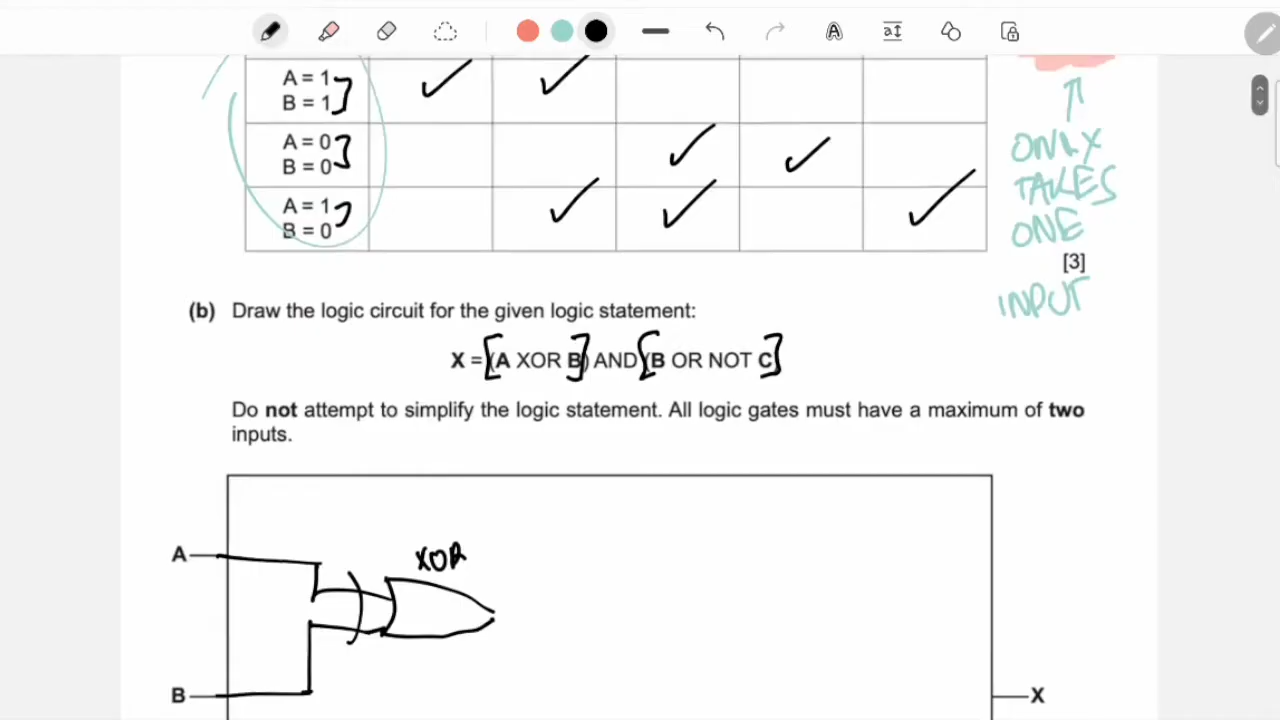 A = 1
B = 1
A = 0
B = 0
A = 1
B = 0
ONLY
TAKES
ONE
[3]
INPUT
(b) Draw the logic circuit for the given logic statement:
X = [(A XOR B]) AND [(B OR NOT C]
Do not attempt to simplify the logic statement. All logic gates must have a maximum of two
inputs.
A
XOR
B
X